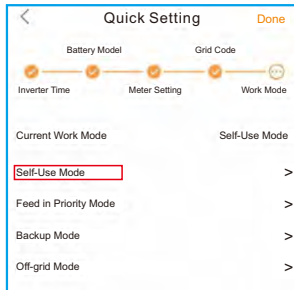 Quick Setting Done
Battery Model Grid Code
Inverter Time Meter Setting Work Mode
Current Work Mode Self-Use Mode
Self-Use Mode >
Feed in Priority Mode >
Backup Mode >
Off-grid Mode >